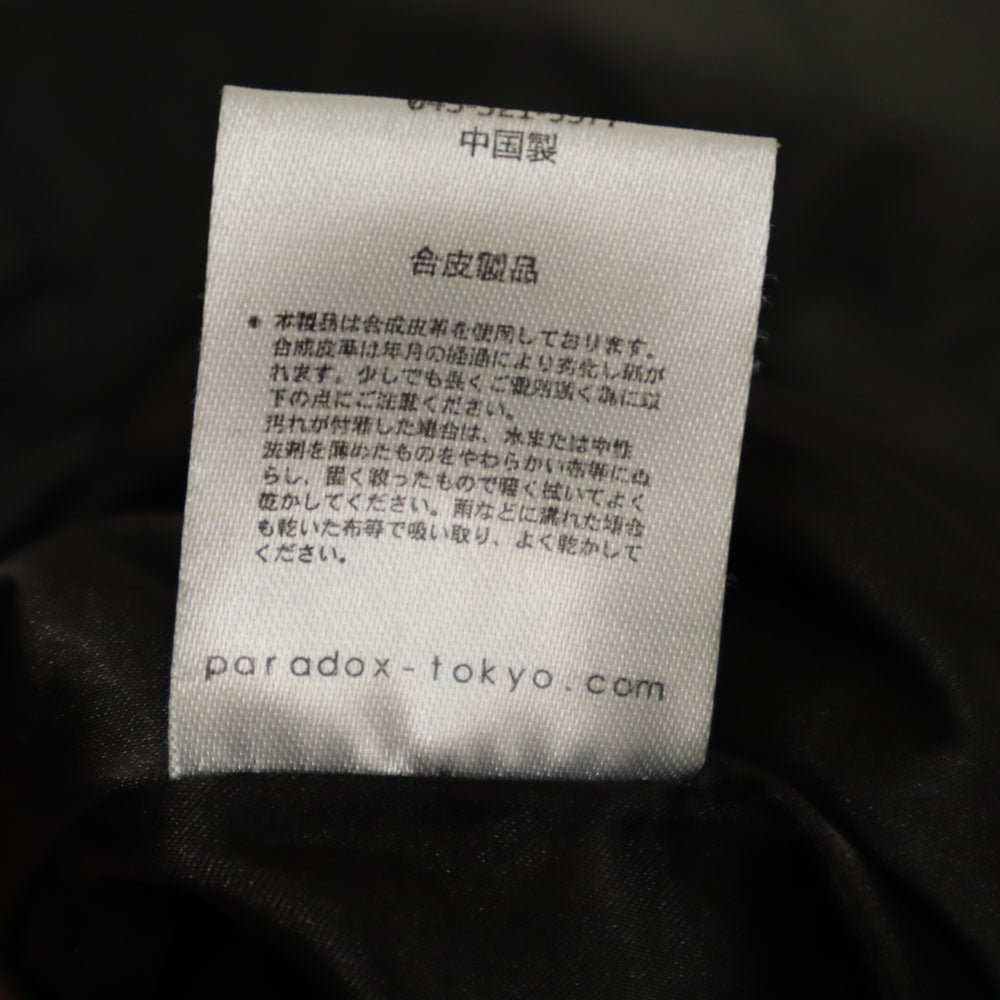 中国製
合皮製品
● 本製品は合成皮革を使用しております。
合成皮革は年月の経過により劣化し剥が
れます。少しでも長くご愛用頂く為に以
下の点にご注意ください。
汚れが付着した場合は、水または中性
洗剤を薄めたものをやわらかい布等にぬ
らし、固く絞ったもので軽く拭いてよく
乾かしてください。雨などに濡れた場合
も乾いた布等で吸い取り、よく乾かして
ください。
paradox-tokyo.com